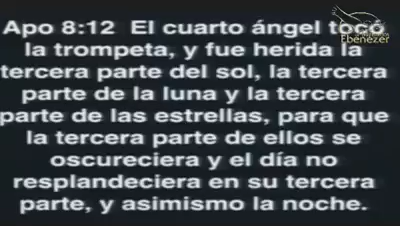 Apo 8:12 El cuarto ángel tocó
la trompeta, y fue herida la
tercera parte del sol, la tercera
parte de la luna y la tercera
parte de las estrellas, para que
la tercera parte de ellos se
oscureciera y el día no
resplandeciera en su tercera
parte, y asimismo la noche.
Ebenezer